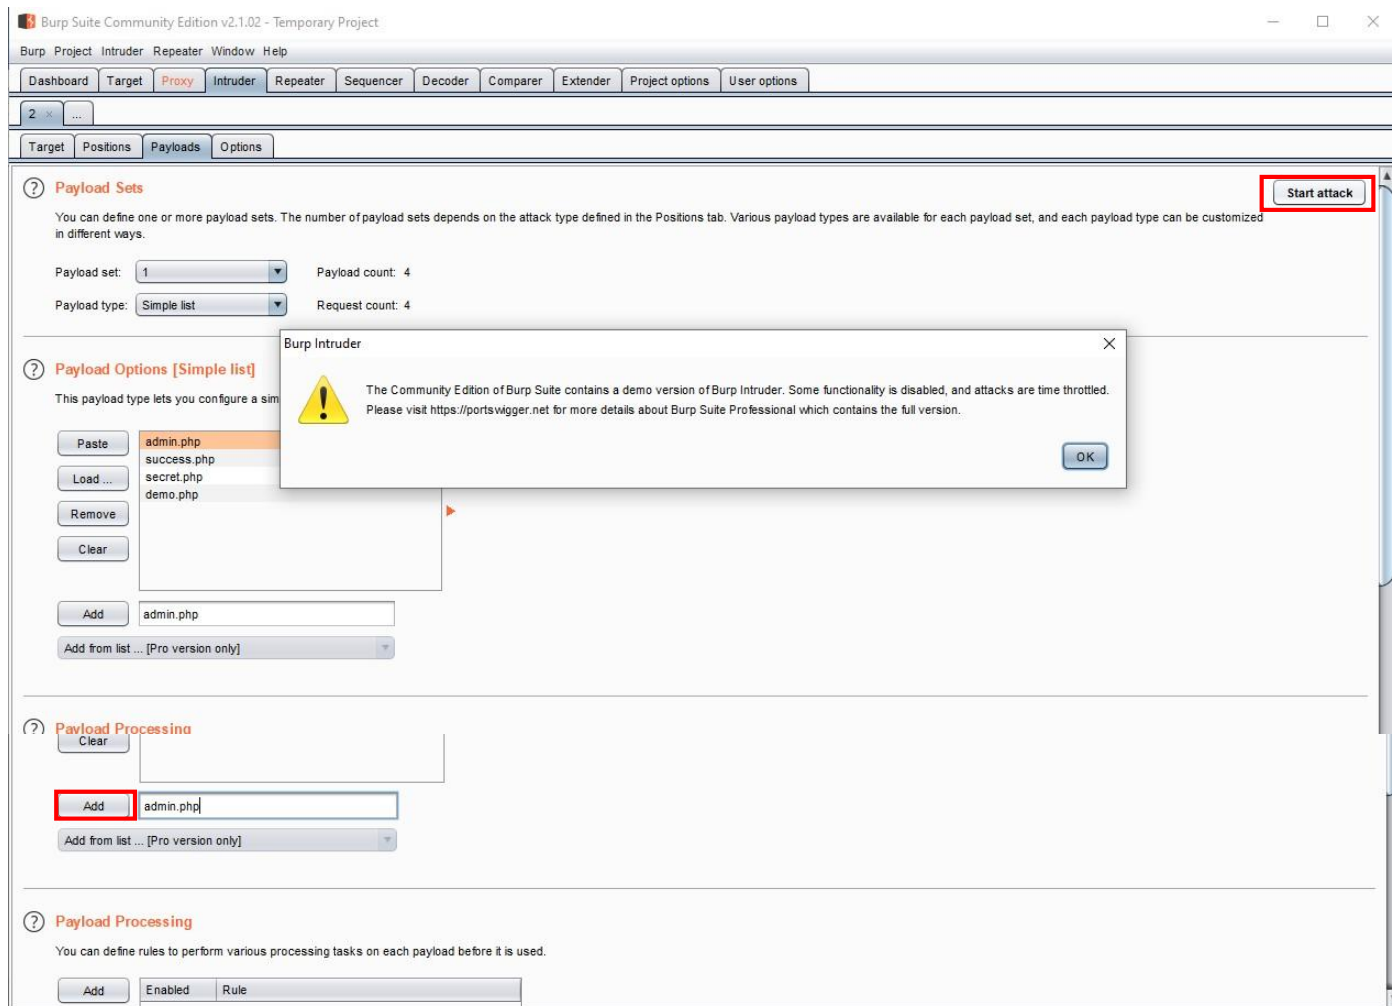 Burp Suite Community Edition v2.1.02 - Temporary Project
Burp Project Intruder Repeater Window Help
Dashboard Target Proxy Intruder Repeater Sequencer Decoder Comparer Extender Project options User options
2 × ...
Target Positions Payloads Options
? Payload Sets
Start attack
You can define one or more payload sets. The number of payload sets depends on the attack type defined in the Positions tab. Various payload types are available for each payload set, and each payload type can be customized
in different ways.
Payload set: 1 Payload count: 4
Payload type: Simple list Request count: 4
Burp Intruder
The Community Edition of Burp Suite contains a demo version of Burp Intruder. Some functionality is disabled, and attacks are time throttled.
Please visit https://portswigger.net for more details about Burp Suite Professional which contains the full version.
OK
? Payload Options [Simple list]
This payload type lets you configure a sim
Paste admin.php
success.php
Load ... secret.php
demo.php
Remove
Clear
Add admin.php
Add from list ... [Pro version only]
? Payload Processing
Clear
Add admin.php
Add from list ... [Pro version only]
? Payload Processing
You can define rules to perform various processing tasks on each payload before it is used.
Add Enabled Rule